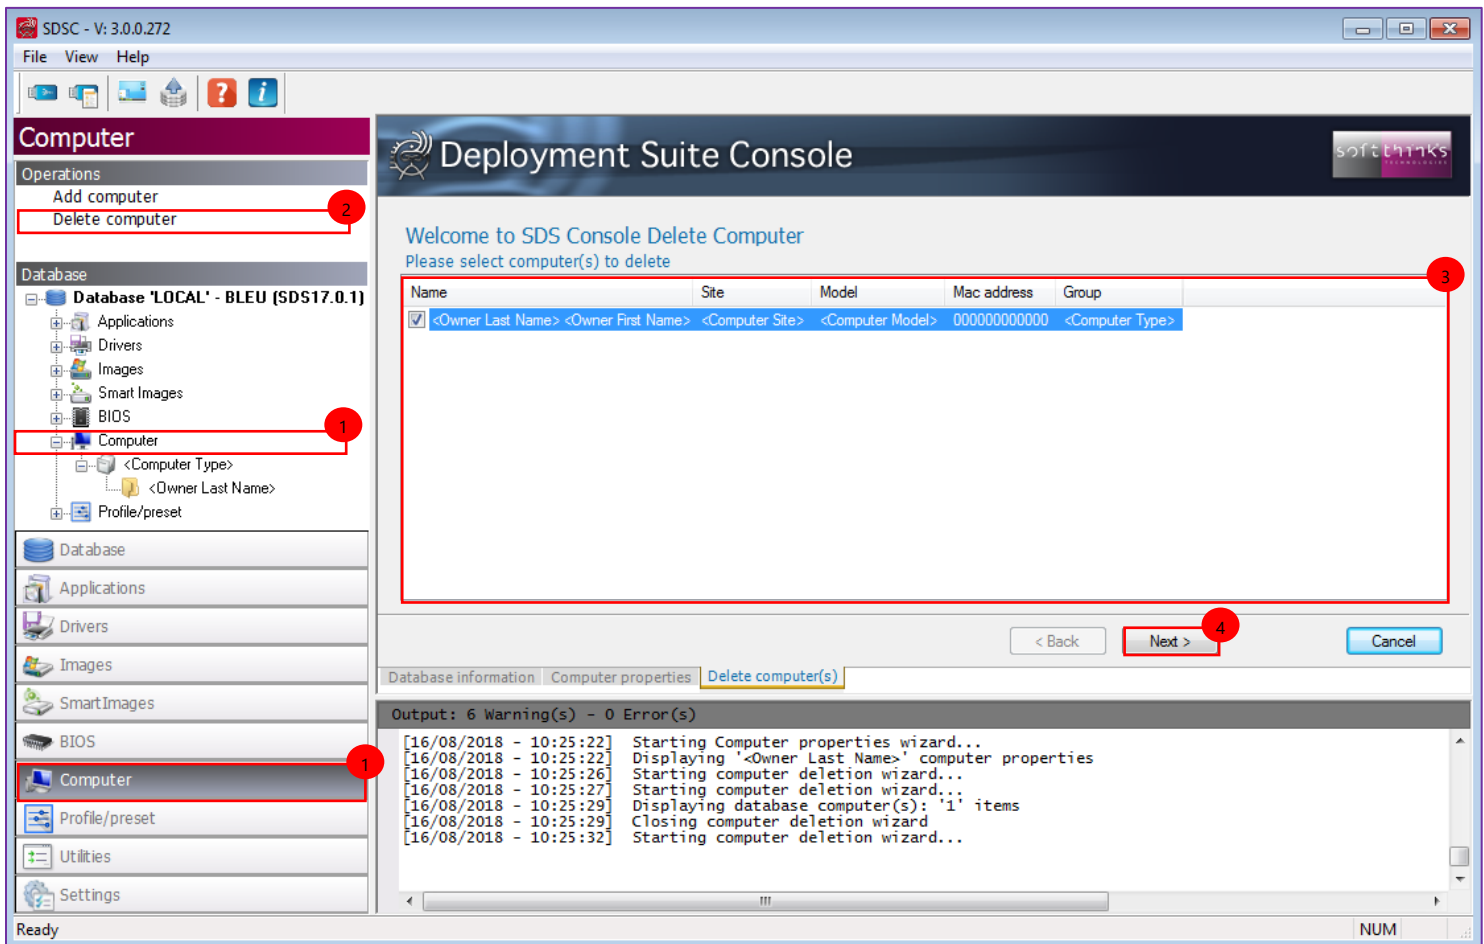 SDSC - V: 3.0.0.272
File View Help
Computer
Operations
Add computer
Delete computer
2
Database
Database 'LOCAL' - BLEU (SDS17.0.1)
Applications
Drivers
Images
Smart Images
BIOS
1
Computer
<Computer Type>
<Owner Last Name>
Profile/preset
Database
Applications
Drivers
Images
SmartImages
BIOS
1
Computer
Profile/preset
Utilities
Settings
Deployment Suite Console
softthinks
TECHNOLOGIES
Welcome to SDS Console Delete Computer
Please select computer(s) to delete
3
Name Site Model Mac address Group
<Owner Last Name> <Owner First Name> <Computer Site> <Computer Model> 000000000000 <Computer Type>
4
< Back Next > Cancel
Database information Computer properties Delete computer(s)
Output: 6 Warning(s) - 0 Error(s)
[16/08/2018 - 10:25:22] Starting Computer properties wizard...
[16/08/2018 - 10:25:22] Displaying '<Owner Last Name>' computer properties
[16/08/2018 - 10:25:26] Starting computer deletion wizard...
[16/08/2018 - 10:25:27] Starting computer deletion wizard...
[16/08/2018 - 10:25:29] Displaying database computer(s): '1' items
[16/08/2018 - 10:25:29] Closing computer deletion wizard
[16/08/2018 - 10:25:32] Starting computer deletion wizard...
Ready NUM